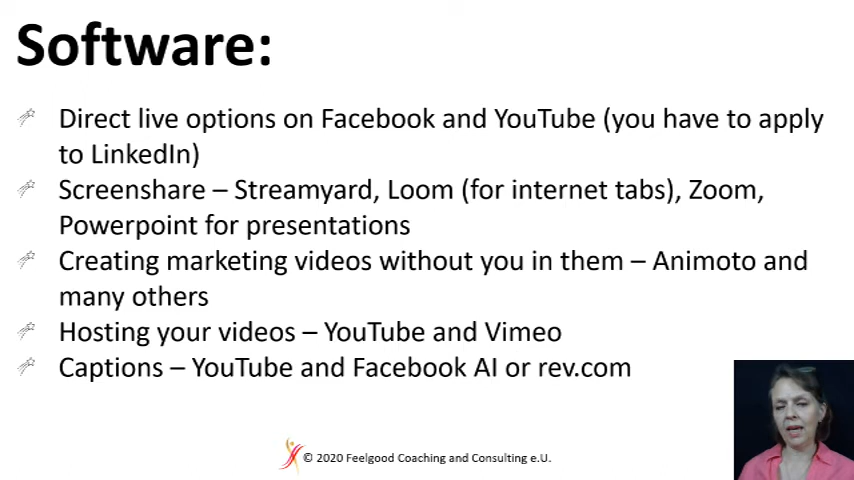 Software:
Direct live options on Facebook and YouTube (you have to apply
to LinkedIn)
Screenshare – Streamyard, Loom (for internet tabs), Zoom,
Powerpoint for presentations
Creating marketing videos without you in them – Animoto and
many others
Hosting your videos – YouTube and Vimeo
Captions – YouTube and Facebook AI or rev.com
© 2020 Feelgood Coaching and Consulting e.U.